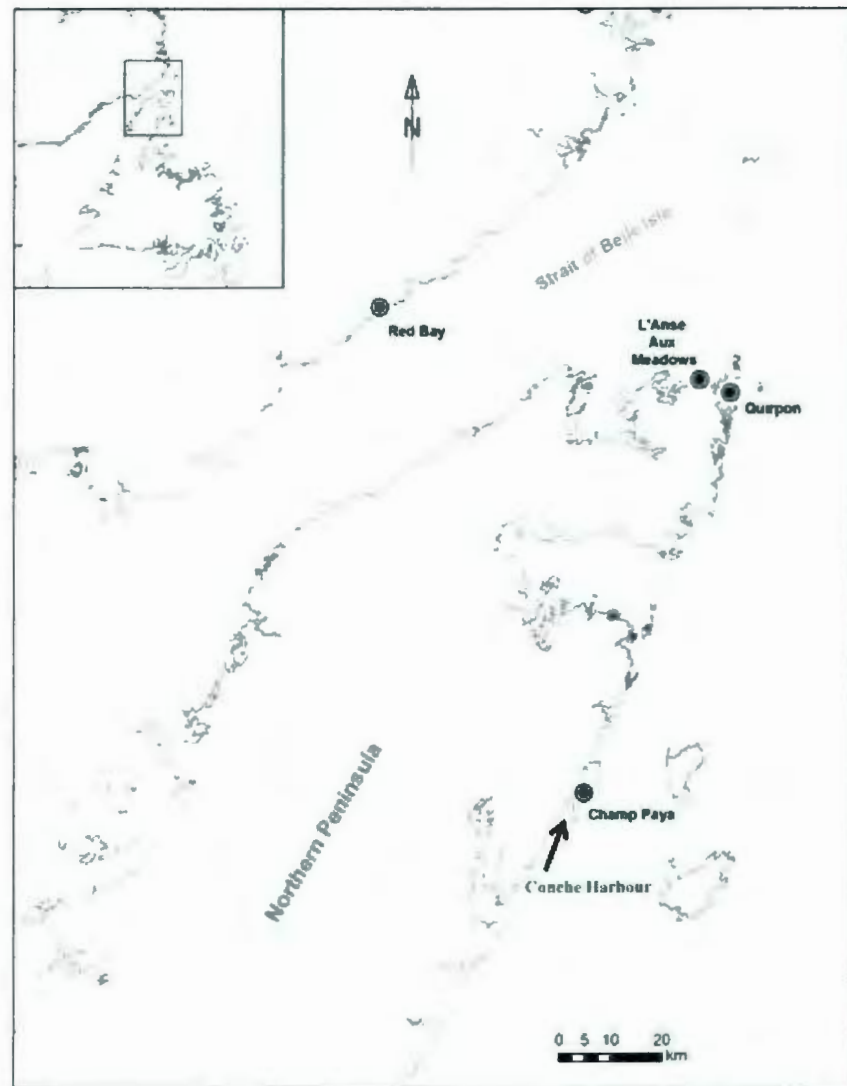 N
Strait of Belle Isle
Red Bay
L'Anse
Aux
Meadows
Quirpon
Northern Peninsula
Champ Paya
Conche Harbour
0 5 10 20
km